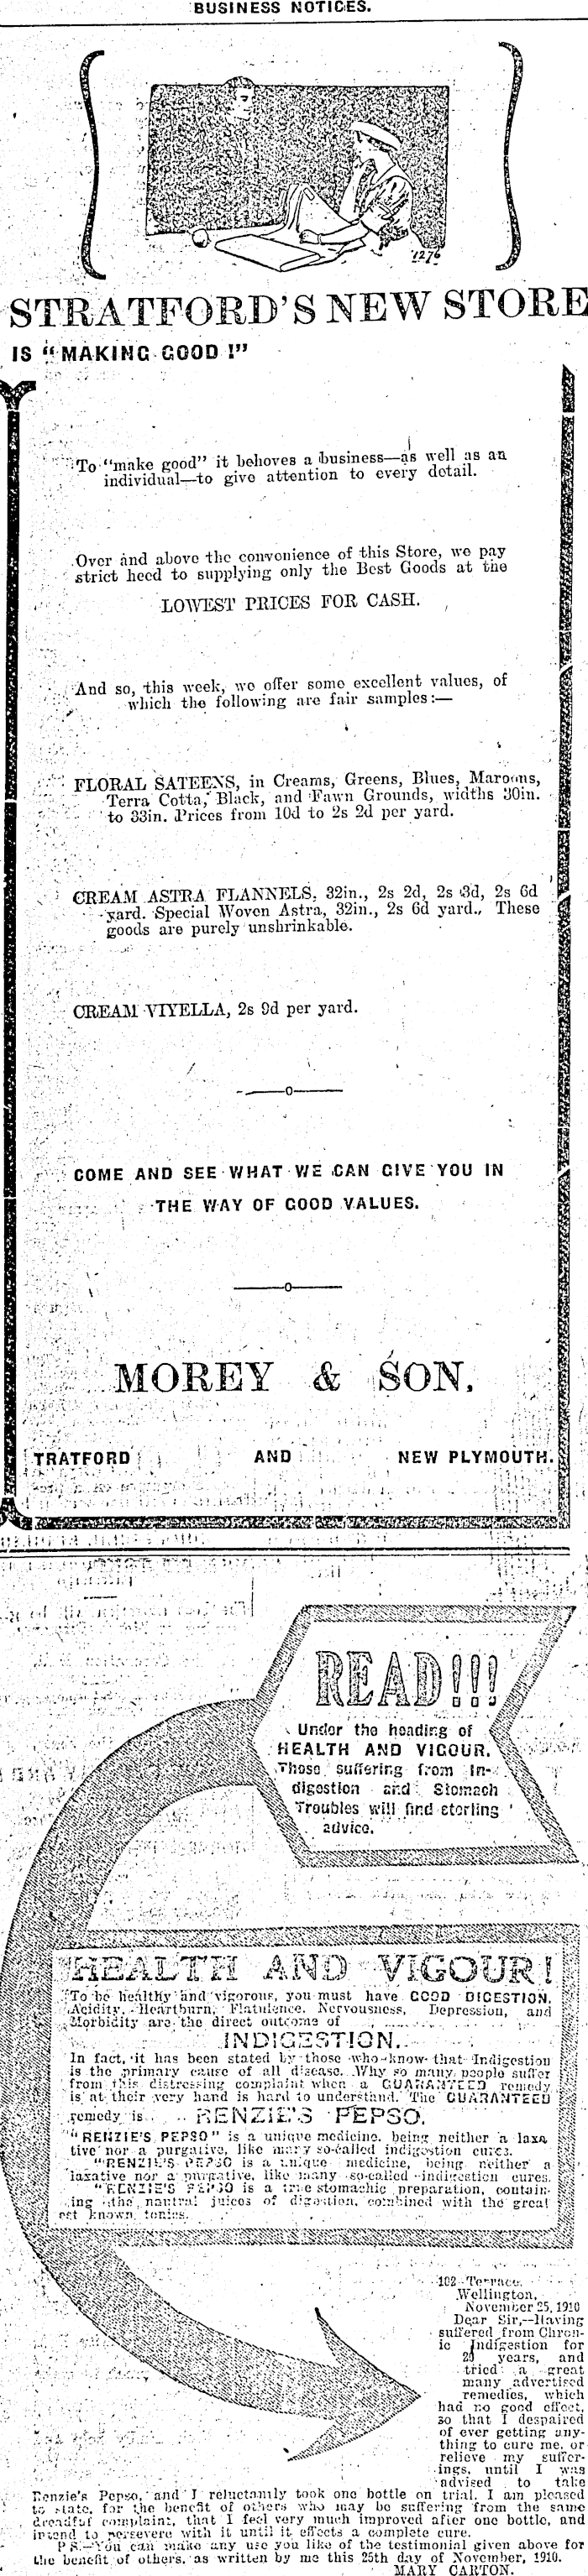 BUSINESS NOTICES.
1276
STRATFORD'S NEW STORE
IS "MAKING GOOD!"
To "make good" it behoves a business—as well as an
individual—to give attention to every detail.
Over and above the convenience of this Store, we pay
strict heed to supplying only the Best Goods at the
LOWEST PRICES FOR CASH.
And so, this week, we offer some excellent values, of
which the following are fair samples:—
FLORAL SATEENS, in Creams, Greens, Blues, Maroons,
Terra Cotta, Black, and Fawn Grounds, widths 30in.
to 33in. Prices from 10d to 2s 2d per yard.
CREAM ASTRA FLANNELS, 32in., 2s 2d, 2s 3d, 2s 6d
yard. Special Woven Astra, 32in., 2s 6d yard., These
goods are purely unshrinkable.
CREAM VIYELLA, 2s 9d per yard.
—o—
COME AND SEE WHAT WE CAN GIVE YOU IN
THE WAY OF GOOD VALUES.
—o—
MOREY & SON,
TRATFORD AND NEW PLYMOUTH.
READ!!!
Under the heading of
HEALTH AND VIGOUR.
Those suffering from In-
digestion and Stomach
Troubles will find sterling
advice.
HEALTH AND VIGOUR!
To be healthy and vigorous, you must have GOOD DIGESTION.
Acidity, Heartburn, Flatulence, Nervousness, Depression, and
Morbidity are the direct outcome of
INDIGESTION.
In fact, it has been stated by those who know that Indigestion
is the primary cause of all disease. Why so many people suffer
from this distressing complaint when a GUARANTEED remedy
is at their very hand is hard to understand. The GUARANTEED
remedy is RENZIE'S PEPSO.
"RENZIE'S PEPSO" is a unique medicine, being neither a laxa
tive nor a purgative, like many so-called indigestion cures.
"RENZIE'S PEPSO is a unique medicine, being neither a
laxative nor a purgative, like many so-called indigestion cures.
"RENZIE'S PEPSO is a true stomachic preparation, contain-
ing the nautral juices of digestion, combined with the great
est known tonics.
102 Terrace,
Wellington,
November 25, 1910
Dear Sir,—Having
suffered from Chron-
ic Indigestion for
years, and
tried a great
many advertised
remedies, which
had no good effect,
so that I despaired
of ever getting any-
thing to cure me, or
relieve my suffer-
ings, until I was
advised to take
Renzie's Pepso, and I reluctantly took one bottle on trial. I am pleased
to state, for the benefit of others who may be suffering from the same
dreadful complaint, that I feel very much improved after one bottle, and
intend to persevere with it until it effects a complete cure.
P.S.—You can make any use you like of the testimonial given above for
the benefit of others, as written by me this 25th day of November, 1910.
MARY CARTON.